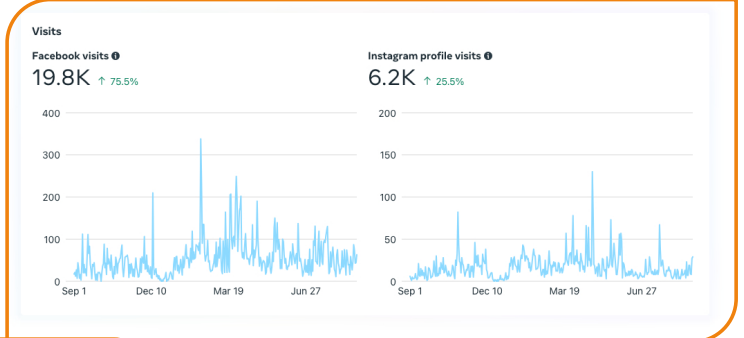 Visits
Facebook visits
Instagram profile visits
19.8K ↑ 75.5%
6.2K ↑ 25.5%
400
300
200
100
0
Sep 1 Dec 10 Mar 19 Jun 27
200
150
100
50
0
Sep 1 Dec 10 Mar 19 Jun 27